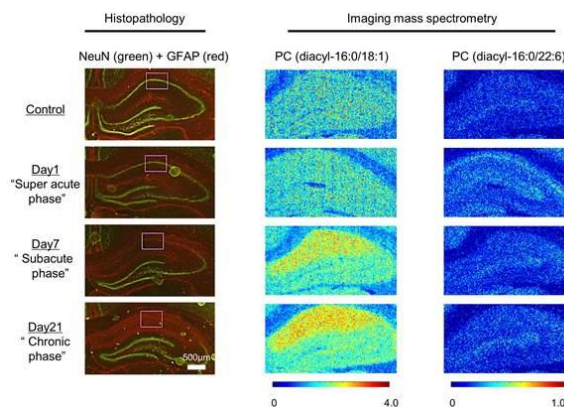 Histopathology
Imaging mass spectrometry
NeuN (green) + GFAP (red)
PC (diacyl-16:0/18:1)
PC (diacyl-16:0/22:6)
Control
Day1
"Super acute
phase"
Day7
" Subacute
phase"
Day21
" Chronic
phase"
500μm
0
4.0
0
1.0